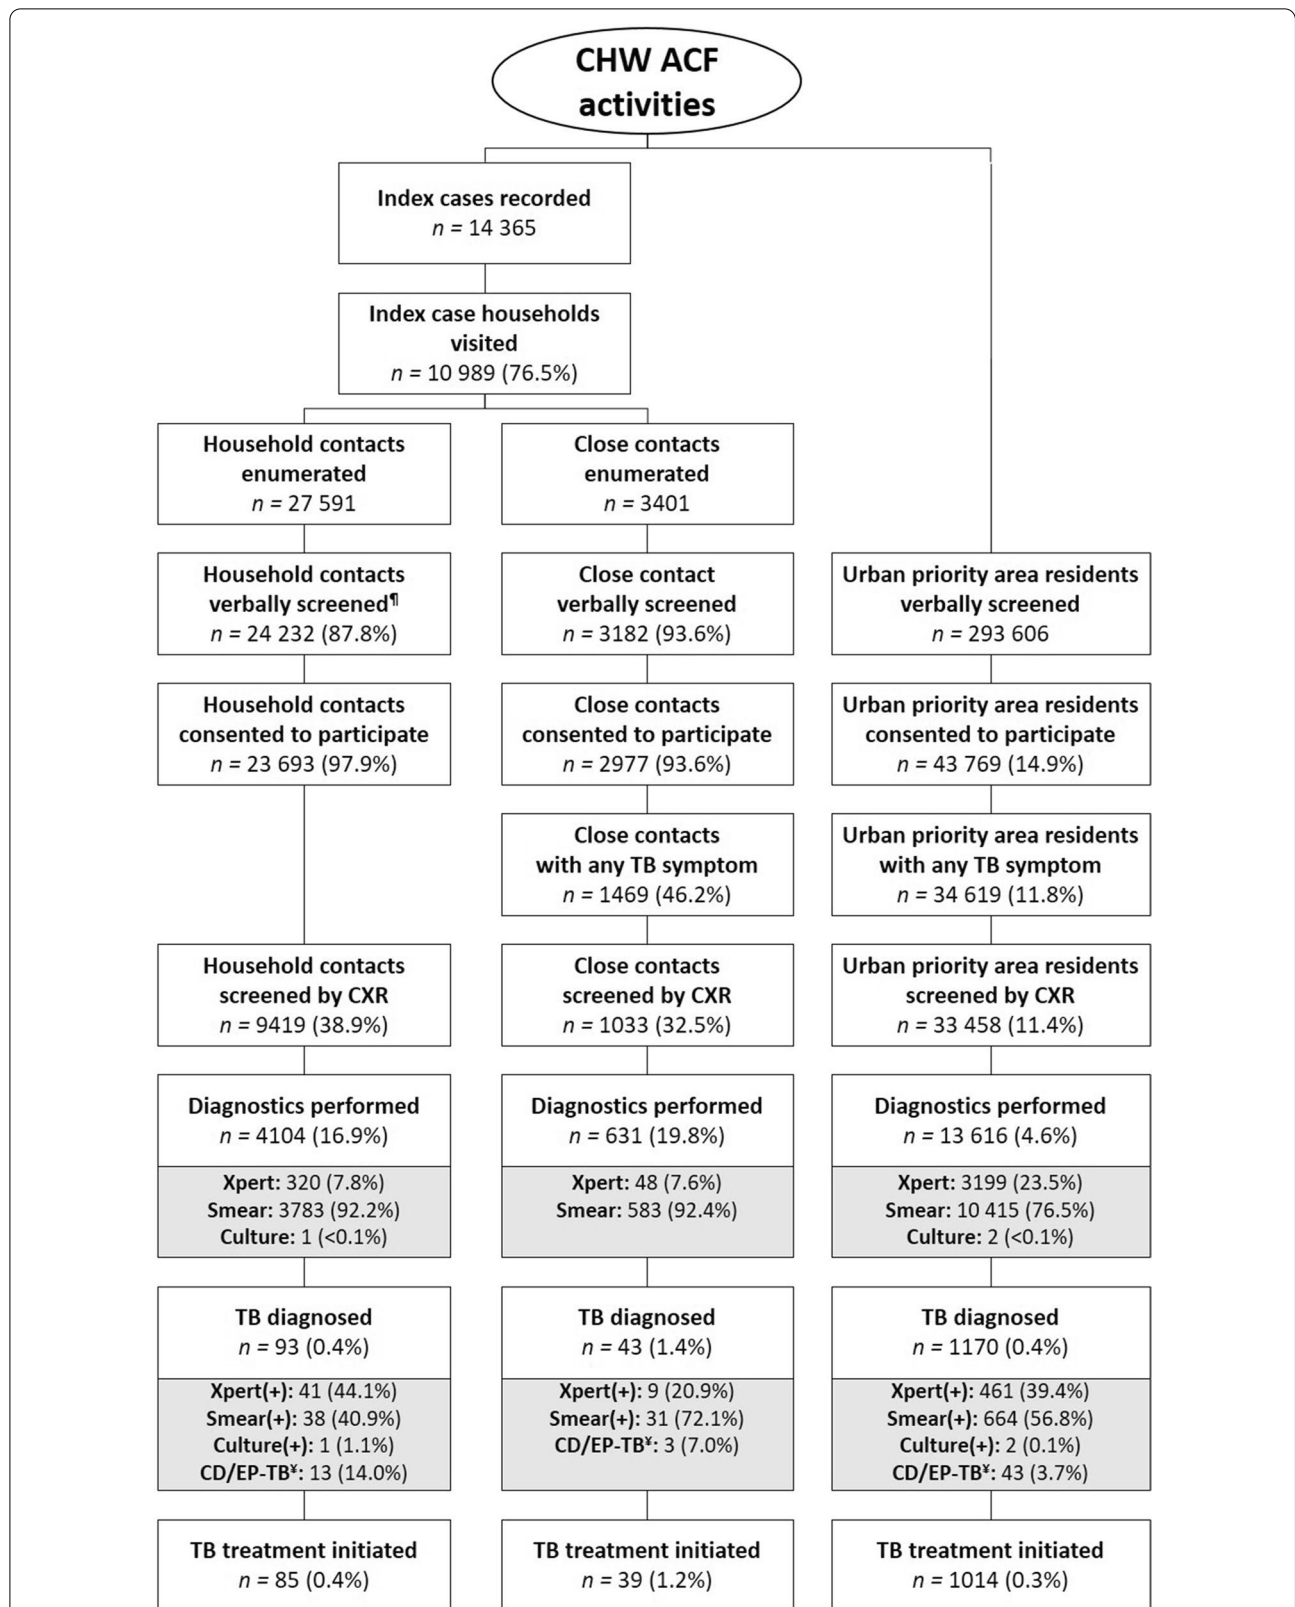 CHW ACF
activities
Index cases recorded
n = 14 365
Index case households
visited
n = 10 989 (76.5%)
Household contacts
enumerated
n = 27 591
Close contacts
enumerated
n = 3401
Household contacts
verbally screened¶
n = 24 232 (87.8%)
Close contact
verbally screened
n = 3182 (93.6%)
Urban priority area residents
verbally screened
n = 293 606
Household contacts
consented to participate
n = 23 693 (97.9%)
Close contacts
consented to participate
n = 2977 (93.6%)
Urban priority area residents
consented to participate
n = 43 769 (14.9%)
Close contacts
with any TB symptom
n = 1469 (46.2%)
Urban priority area residents
with any TB symptom
n = 34 619 (11.8%)
Household contacts
screened by CXR
n = 9419 (38.9%)
Close contacts
screened by CXR
n = 1033 (32.5%)
Urban priority area residents
screened by CXR
n = 33 458 (11.4%)
Diagnostics performed
n = 4104 (16.9%)
Xpert: 320 (7.8%)
Smear: 3783 (92.2%)
Culture: 1 (<0.1%)
Diagnostics performed
n = 631 (19.8%)
Xpert: 48 (7.6%)
Smear: 583 (92.4%)
Diagnostics performed
n = 13 616 (4.6%)
Xpert: 3199 (23.5%)
Smear: 10 415 (76.5%)
Culture: 2 (<0.1%)
TB diagnosed
n = 93 (0.4%)
Xpert(+): 41 (44.1%)
Smear(+): 38 (40.9%)
Culture(+): 1 (1.1%)
CD/EP-TB¥: 13 (14.0%)
TB diagnosed
n = 43 (1.4%)
Xpert(+): 9 (20.9%)
Smear(+): 31 (72.1%)
CD/EP-TB¥: 3 (7.0%)
TB diagnosed
n = 1170 (0.4%)
Xpert(+): 461 (39.4%)
Smear(+): 664 (56.8%)
Culture(+): 2 (0.1%)
CD/EP-TB¥: 43 (3.7%)
TB treatment initiated
n = 85 (0.4%)
TB treatment initiated
n = 39 (1.2%)
TB treatment initiated
n = 1014 (0.3%)